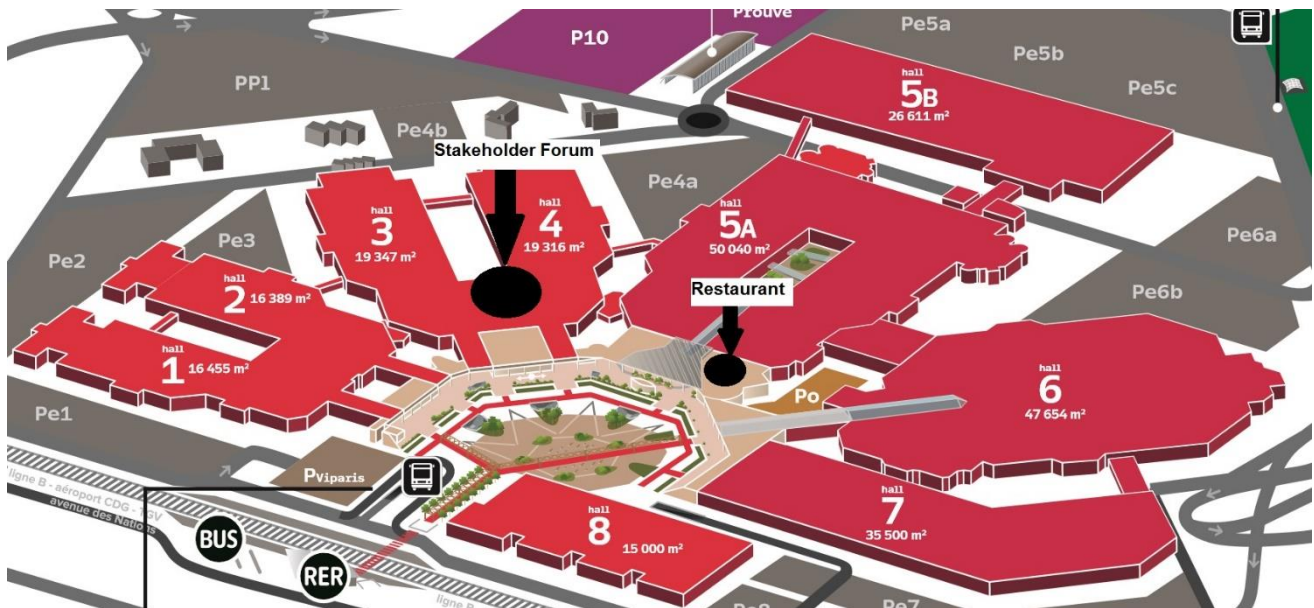 Prouvé
P10
Pe5a
Pe5b
Pe5c
PP1
hall
5B
26 611 m²
Pe4b
Stakeholder Forum
Pe4a
hall
3
19 347 m²
hall
4
19 316 m²
hall
5A
50 040 m²
Pe2
Pe3
Pe6a
hall
2 16 389 m²
Restaurant
Pe6b
hall
1 16 455 m²
Po
hall
6
47 654 m²
Pe1
PViparis
ligne B - aéroport CDG - TGV
avenue des Nations
hall
7
35 500 m²
hall
8
15 000 m²
BUS
RER
ligne B
Pe7